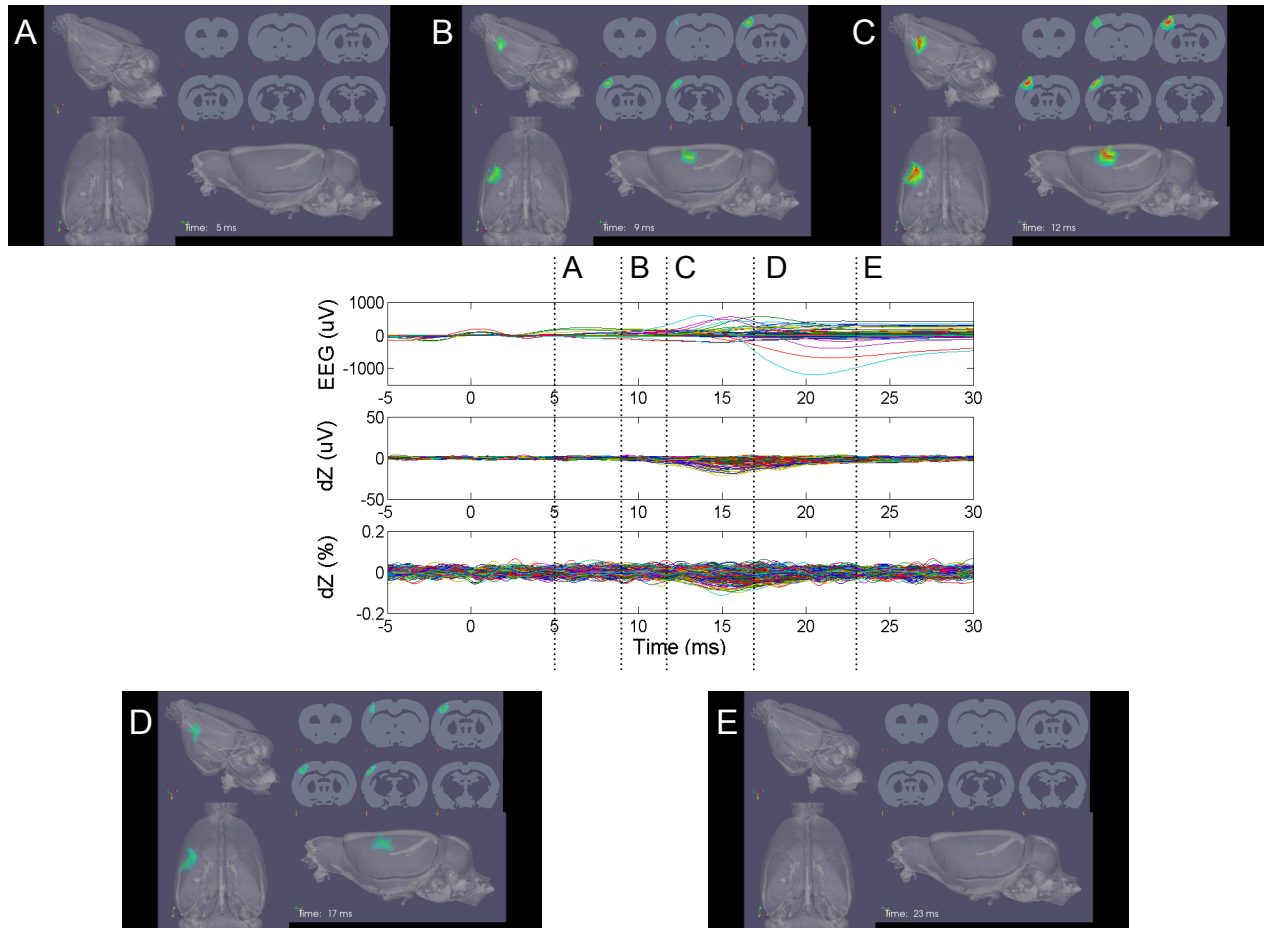 A
Time: 5 ms
B
Time: 9 ms
C
Time: 12 ms
A B C D E
EEG (uV)
1000
0
-1000
-5 0 5 10 15 20 25 30
dZ (uV)
50
0
-50
-5 0 5 10 15 20 25 30
dZ (%)
0.2
0
-0.2
-5 0 5 10 15 20 25 30
Time (ms)
D
Time: 17 ms
E
Time: 23 ms